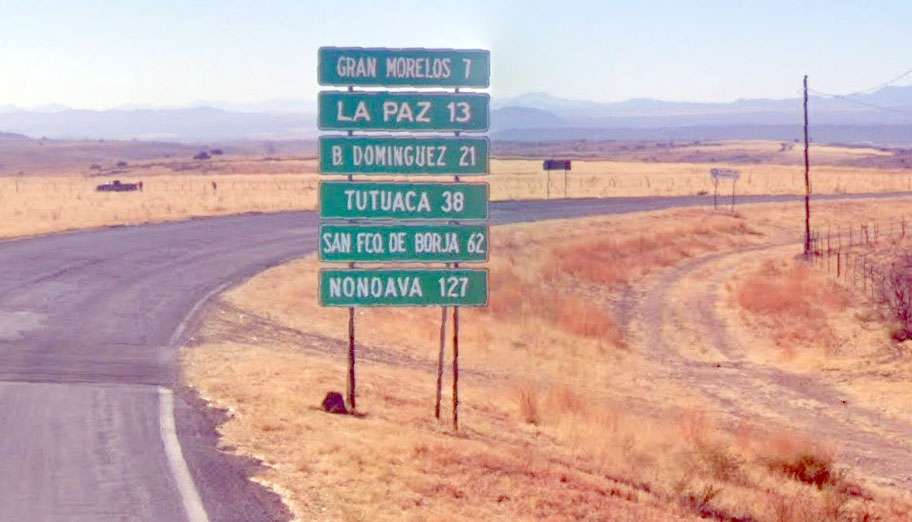 GRAN MORELOS 7
LA PAZ 13
B. DOMINGUEZ 21
TUTUACA 38
SAN FCO. DE BORJA 62
NONOAVA 127